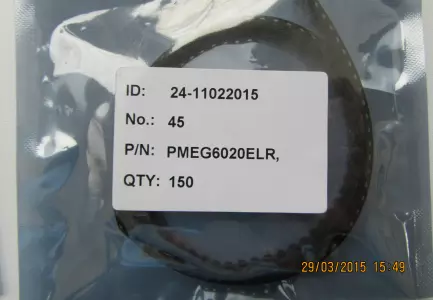 ID: 24-11022015
No.: 45
P/N: PMEG6020ELR,
QTY: 150
29/03/2015 15:49